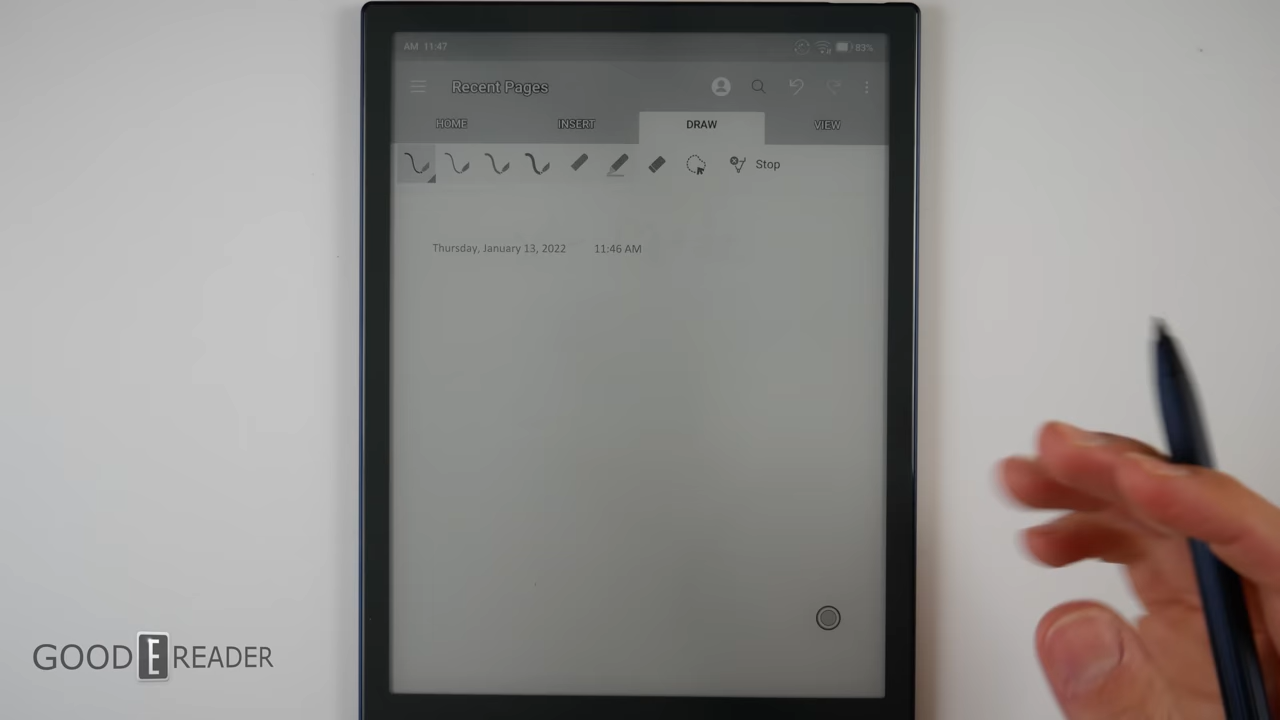 AM 11:47 83%
Recent Pages
HOME INSERT DRAW VIEW
Stop
Thursday, January 13, 2022 11:46 AM
GOOD E READER